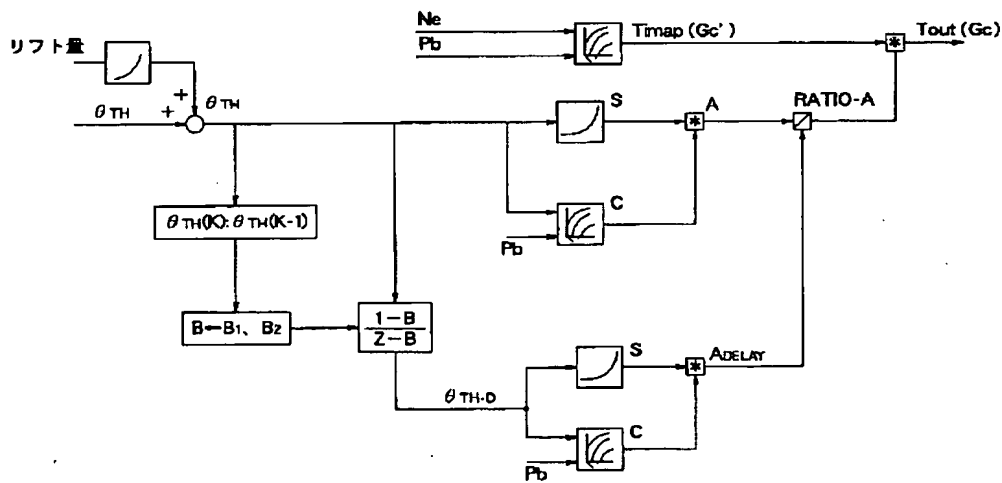 Ne
Pb
Timap (Gc')
*
Tout (Gc)
リフト量
+
θTH
+
θTH
S
A
*
RATIO-A
C
Pb
θTH(K):θTH(K-1)
B←B1、B2
1-B
Z-B
S
*
ADELAY
θTH-D
C
Pb